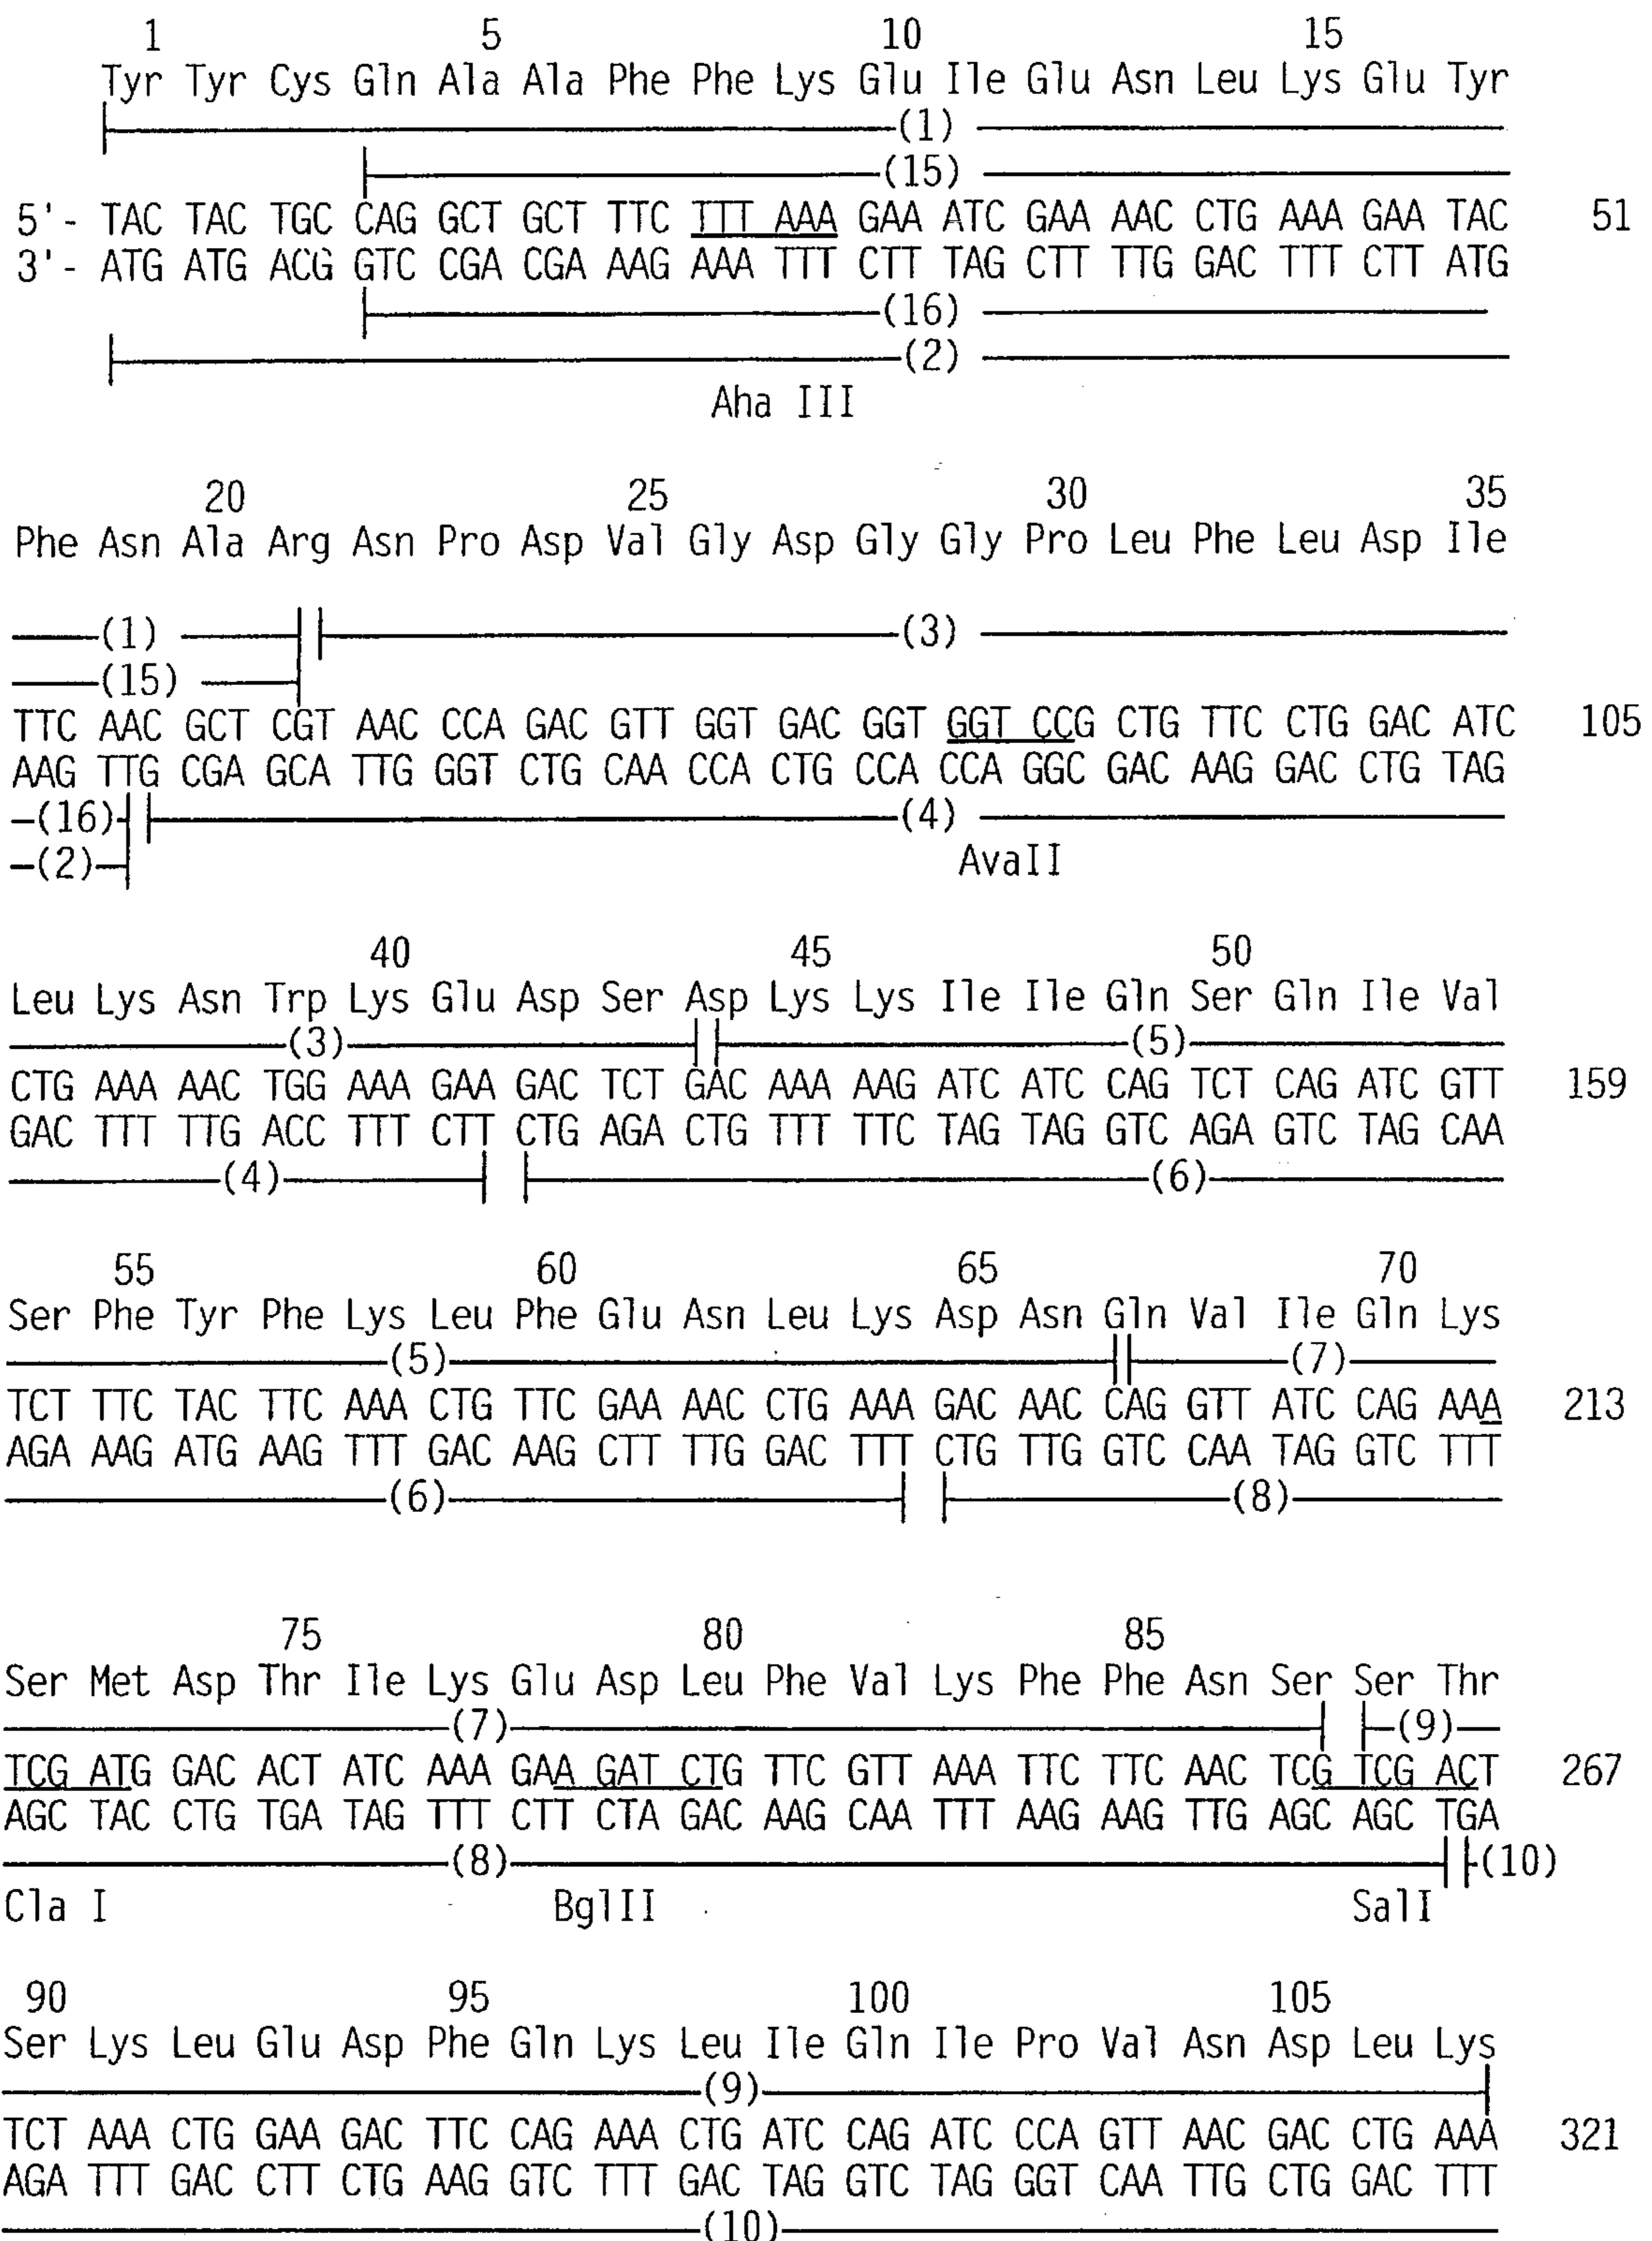 1 5 10 15
Tyr Tyr Cys Gln Ala Ala Phe Phe Lys Glu Ile Glu Asn Leu Lys Glu Tyr
(1)
(15)
5'- TAC TAC TGC CAG GCT GCT TTC TTT AAA GAA ATC GAA AAC CTG AAA GAA TAC 51
3'- ATG ATG ACG GTC CGA CGA AAG AAA TTT CTT TAG CTT TTG GAC TTT CTT ATG
(16)
(2)
Aha III
20 25 30 35
Phe Asn Ala Arg Asn Pro Asp Val Gly Asp Gly Gly Pro Leu Phe Leu Asp Ile
(1) (3)
(15)
TTC AAC GCT CGT AAC CCA GAC GTT GGT GAC GGT GGT CCG CTG TTC CTG GAC ATC 105
AAG TTG CGA GCA TTG GGT CTG CAA CCA CTG CCA CCA GGC GAC AAG GAC CTG TAG
(16) (4)
(2) AvaII
40 45 50
Leu Lys Asn Trp Lys Glu Asp Ser Asp Lys Lys Ile Ile Gln Ser Gln Ile Val
(3) (5)
CTG AAA AAC TGG AAA GAA GAC TCT GAC AAA AAG ATC ATC CAG TCT CAG ATC GTT 159
GAC TTT TTG ACC TTT CTT CTG AGA CTG TTT TTC TAG TAG GTC AGA GTC TAG CAA
(4) (6)
55 60 65 70
Ser Phe Tyr Phe Lys Leu Phe Glu Asn Leu Lys Asp Asn Gln Val Ile Gln Lys
(5) (7)
TCT TTC TAC TTC AAA CTG TTC GAA AAC CTG AAA GAC AAC CAG GTT ATC CAG AAA 213
AGA AAG ATG AAG TTT GAC AAG CTT TTG GAC TTT CTG TTG GTC CAA TAG GTC TTT
(6) (8)
75 80 85
Ser Met Asp Thr Ile Lys Glu Asp Leu Phe Val Lys Phe Phe Asn Ser Ser Thr
(7) (9)
TCG ATG GAC ACT ATC AAA GAA GAT CTG TTC GTT AAA TTC TTC AAC TCG TCG ACT 267
AGC TAC CTG TGA TAG TTT CTT CTA GAC AAG CAA TTT AAG AAG TTG AGC AGC TGA
(8) (10)
Cla I BglII SalI
90 95 100 105
Ser Lys Leu Glu Asp Phe Gln Lys Leu Ile Gln Ile Pro Val Asn Asp Leu Lys
(9)
TCT AAA CTG GAA GAC TTC CAG AAA CTG ATC CAG ATC CCA GTT AAC GAC CTG AAA 321
AGA TTT GAC CTT CTG AAG GTC TTT GAC TAG GTC TAG GGT CAA TTG CTG GAC TTT
(10)